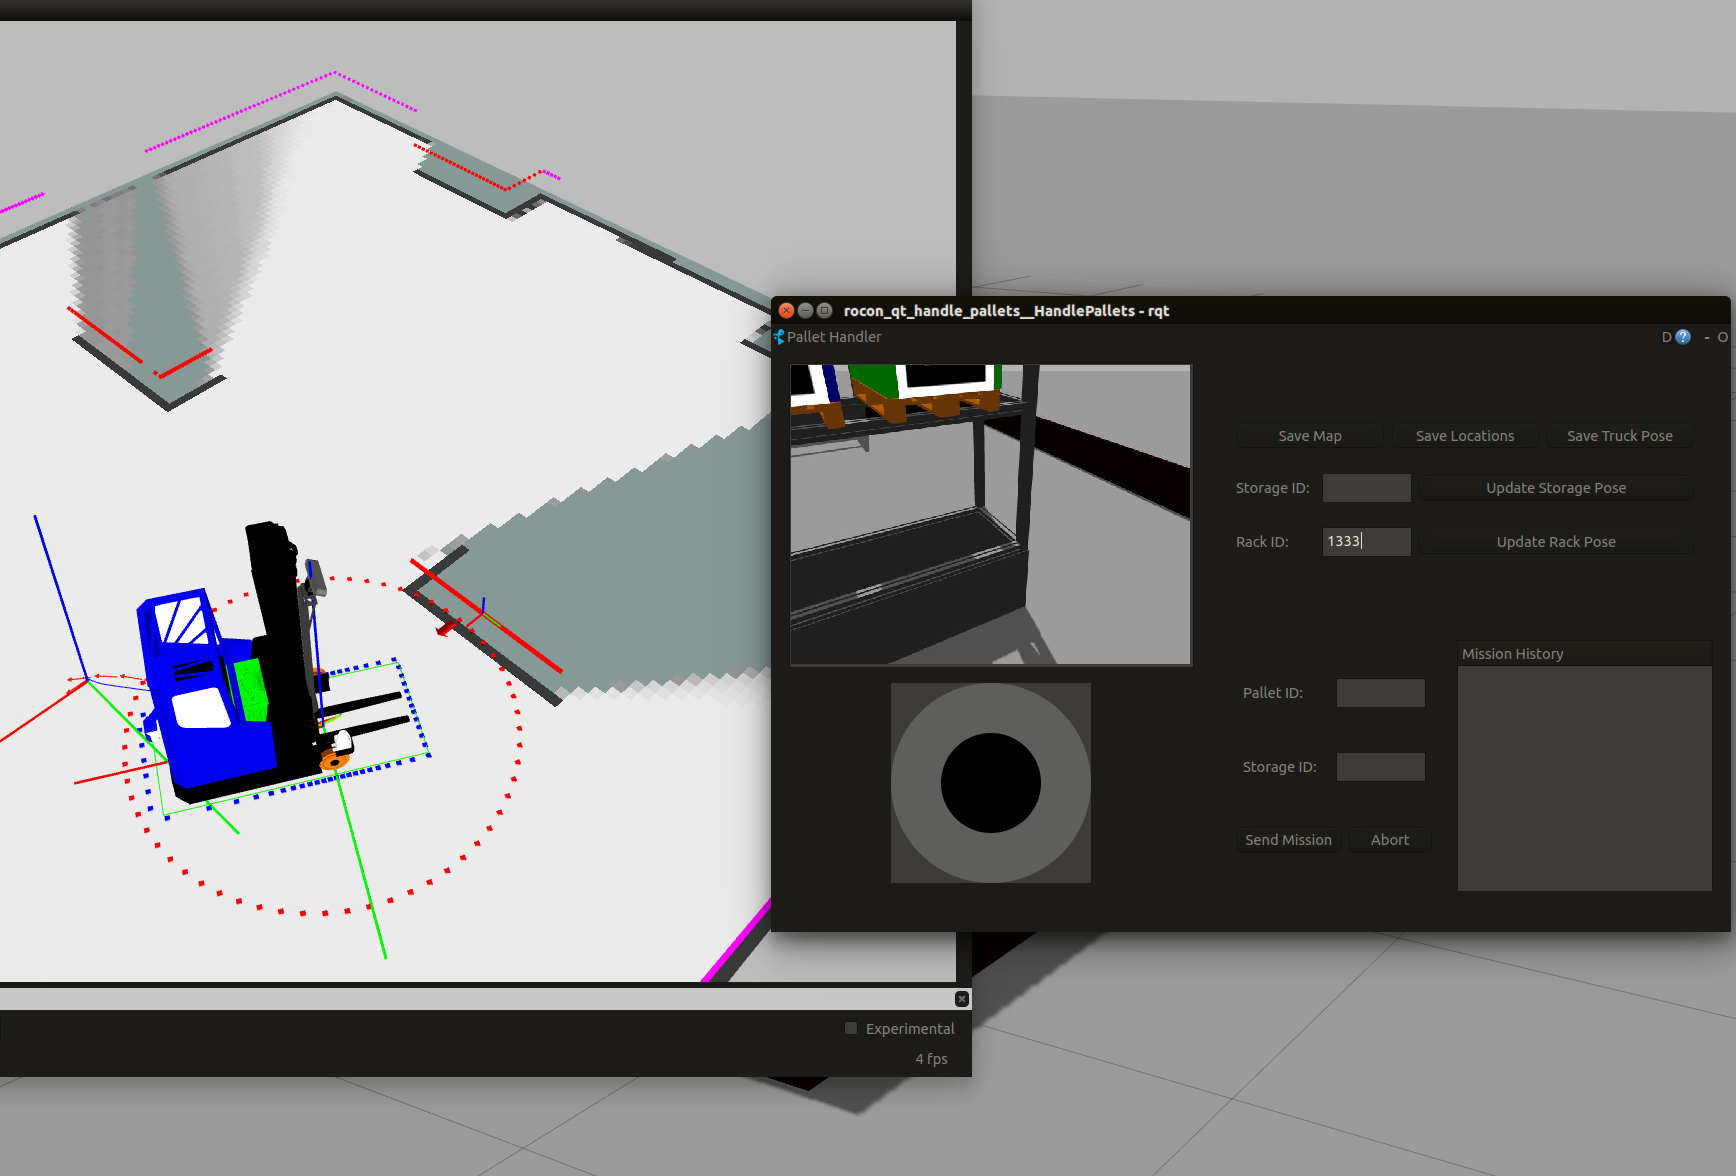 rocon_qt_handle_pallets__HandlePallets - rqt
Pallet Handler
D ? - O
Save Map Save Locations Save Truck Pose
Storage ID: Update Storage Pose
Rack ID: 1333 Update Rack Pose
Mission History
Pallet ID:
Storage ID:
Send Mission Abort
Experimental
4 fps